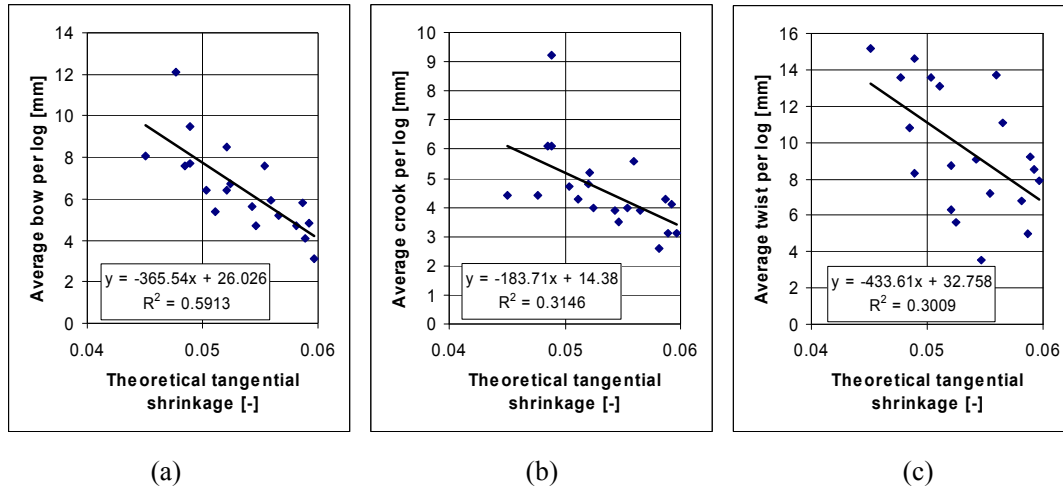 14
12
10
8
6
4
2
0
Average bow per log [mm]
y = -365.54x + 26.026
R² = 0.5913
0.04 0.05 0.06
Theoretical tangential
shrinkage [-]
(a)
10
9
8
7
6
5
4
3
2
1
0
Average crook per log [mm]
y = -183.71x + 14.38
R² = 0.3146
0.04 0.05 0.06
Theoretical tangential
shrinkage [-]
(b)
16
14
12
10
8
6
4
2
0
Average twist per log [mm]
y = -433.61x + 32.758
R² = 0.3009
0.04 0.05 0.06
Theoretical tangential
shrinkage [-]
(c)